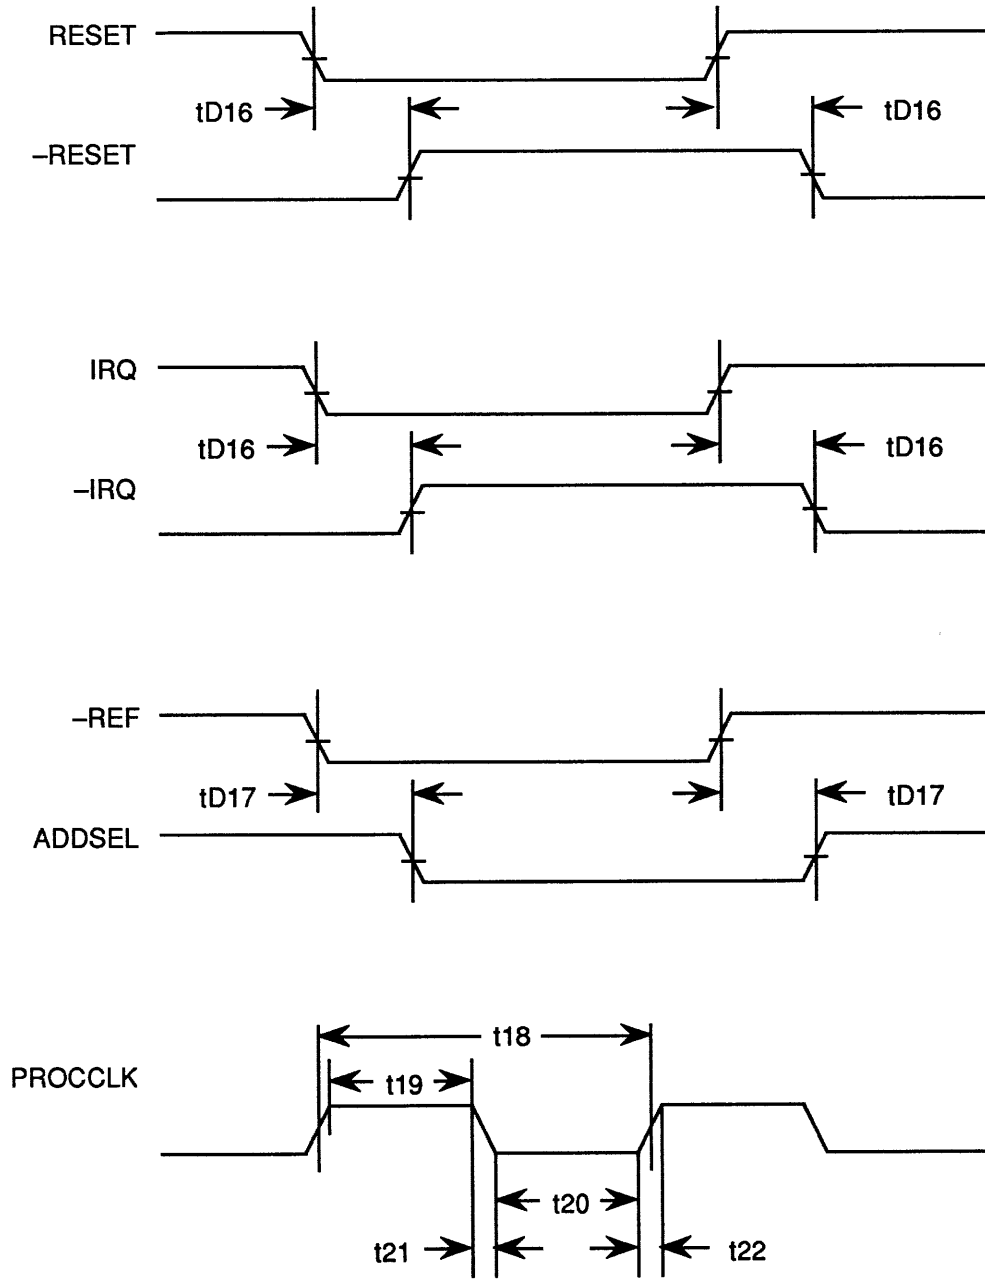 RESET
tD16
tD16
–RESET
IRQ
tD16
tD16
–IRQ
–REF
tD17
tD17
ADDSEL
t18
PROCCLK
t19
t20
t21
t22